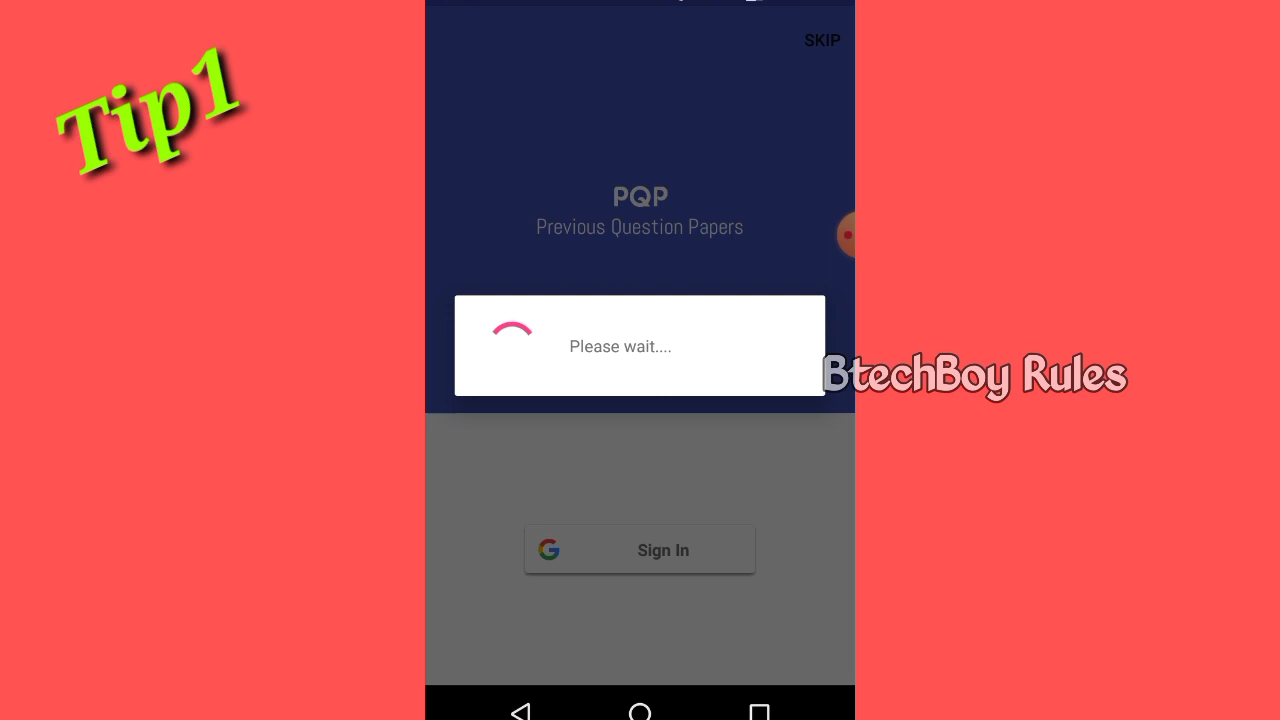 Tip1
SKIP
PQP
Previous Question Papers
Please wait....
BtechBoy Rules
Sign In